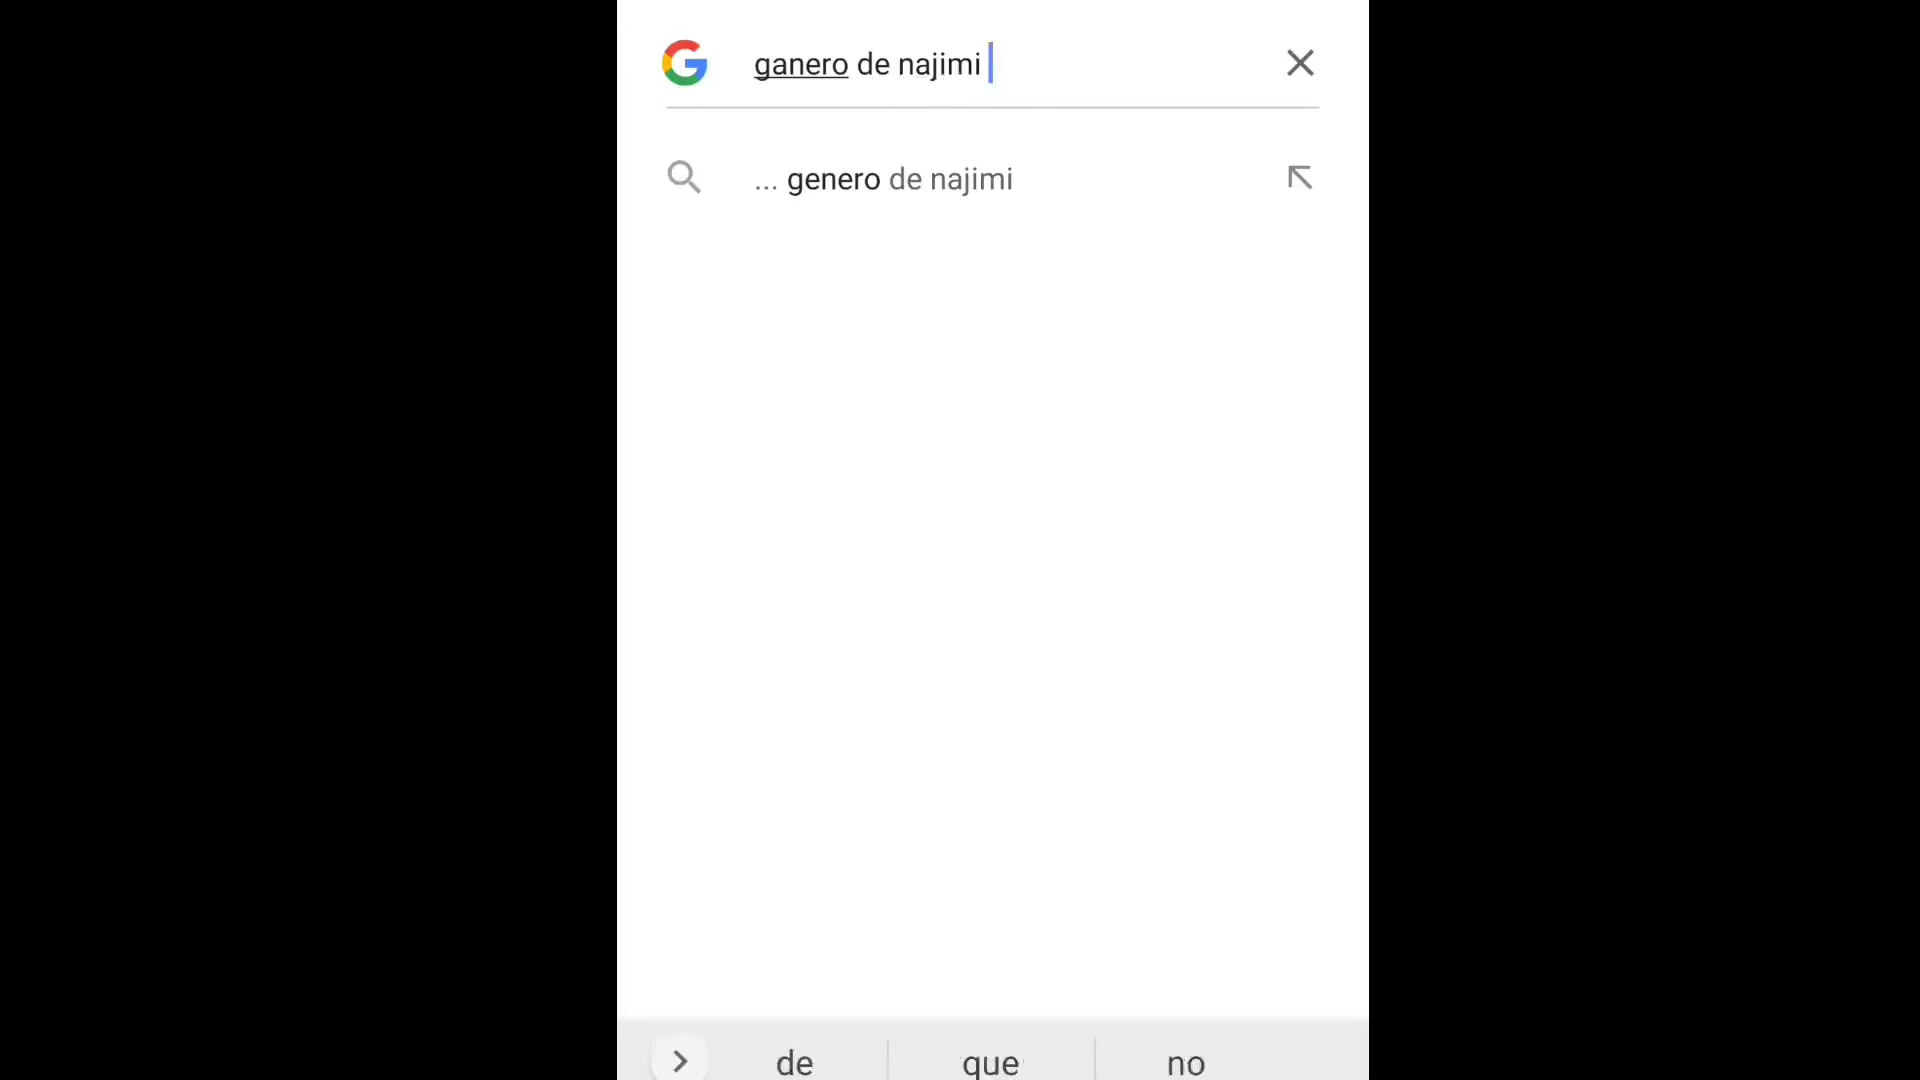 ganero de najimi
... genero de najimi
de que no